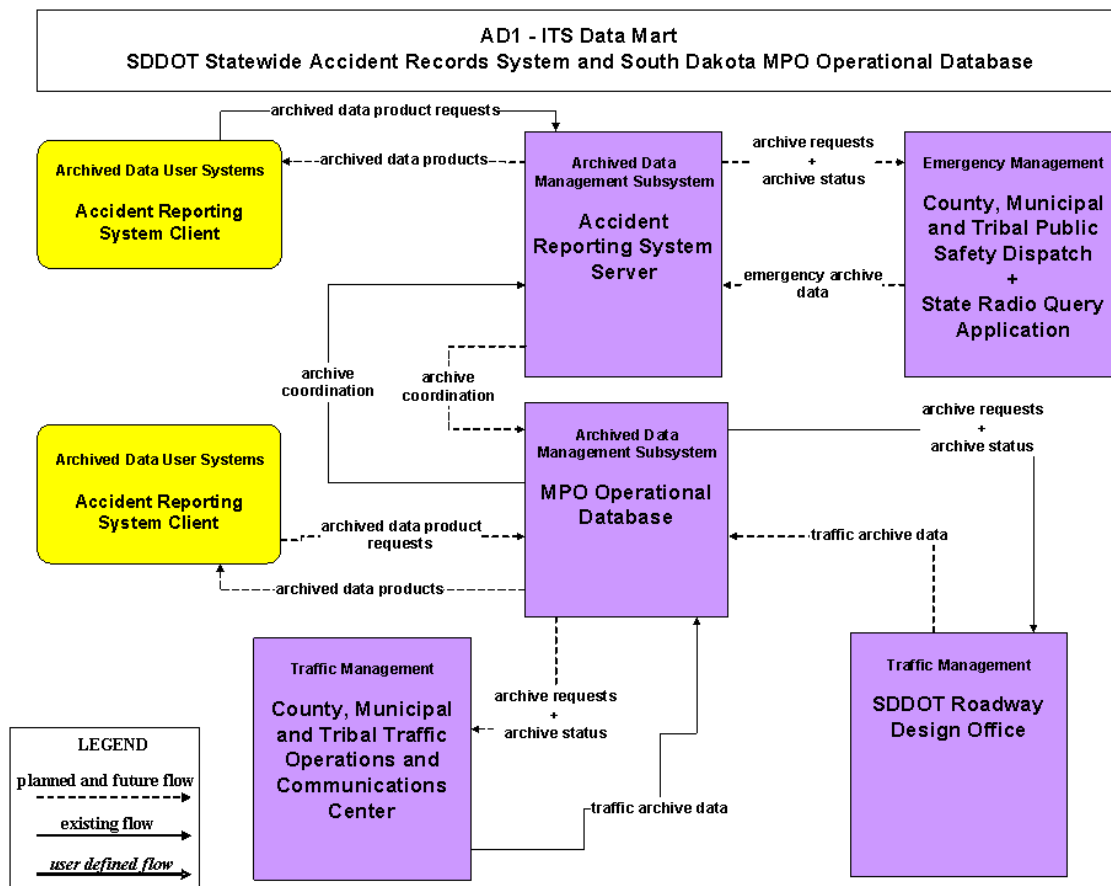 AD1 - ITS Data Mart
SDDOT Statewide Accident Records System and South Dakota MPO Operational Database
archived data product requests
Archived Data User Systems
Accident Reporting
System Client
archived data products
Archived Data
Management Subsystem
Accident
Reporting System
Server
archive requests
+
archive status
Emergency Management
County, Municipal
and Tribal Public
Safety Dispatch
+
State Radio Query
Application
emergency archive
data
archive
coordination
archive
coordination
Archived Data User Systems
Accident Reporting
System Client
Archived Data
Management Subsystem
MPO Operational
Database
archive requests
+
archive status
archived data product
requests
traffic archive data
archived data products
Traffic Management
County, Municipal
and Tribal Traffic
Operations and
Communications
Center
archive requests
+
archive status
Traffic Management
SDDOT Roadway
Design Office
traffic archive data
LEGEND
planned and future flow
existing flow
user defined flow